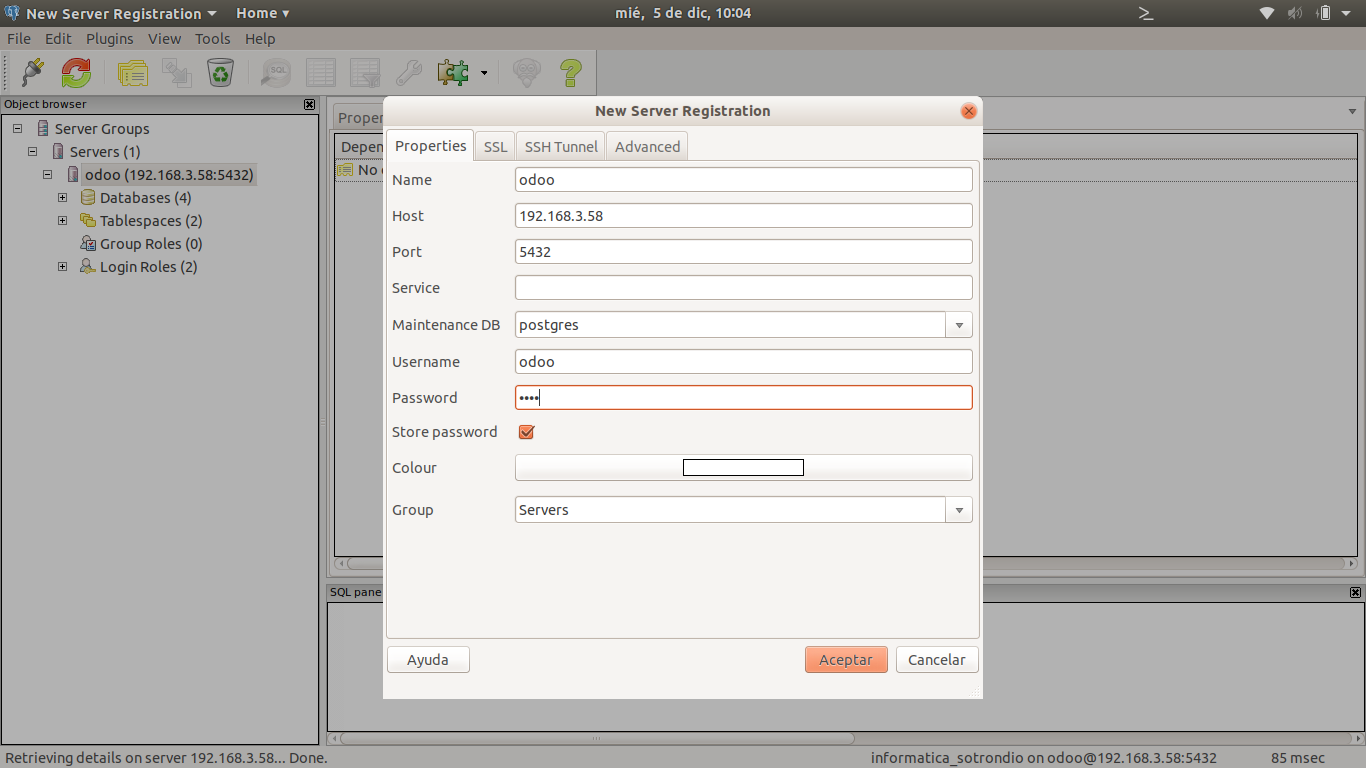 New Server Registration Home mié, 5 de dic, 10:04
File Edit Plugins View Tools Help
SQL
Object browser
Server Groups
Servers (1)
odoo (192.168.3.58:5432)
Databases (4)
Tablespaces (2)
Group Roles (0)
Login Roles (2)
Proper
Depen
No
SQL pane
New Server Registration
Properties SSL SSH Tunnel Advanced
Name odoo
Host 192.168.3.58
Port 5432
Service
Maintenance DB postgres
Username odoo
Password ••••
Store password
Colour
Group Servers
Ayuda Aceptar Cancelar
Retrieving details on server 192.168.3.58... Done. informatica_sotrondio on odoo@192.168.3.58:5432 85 msec